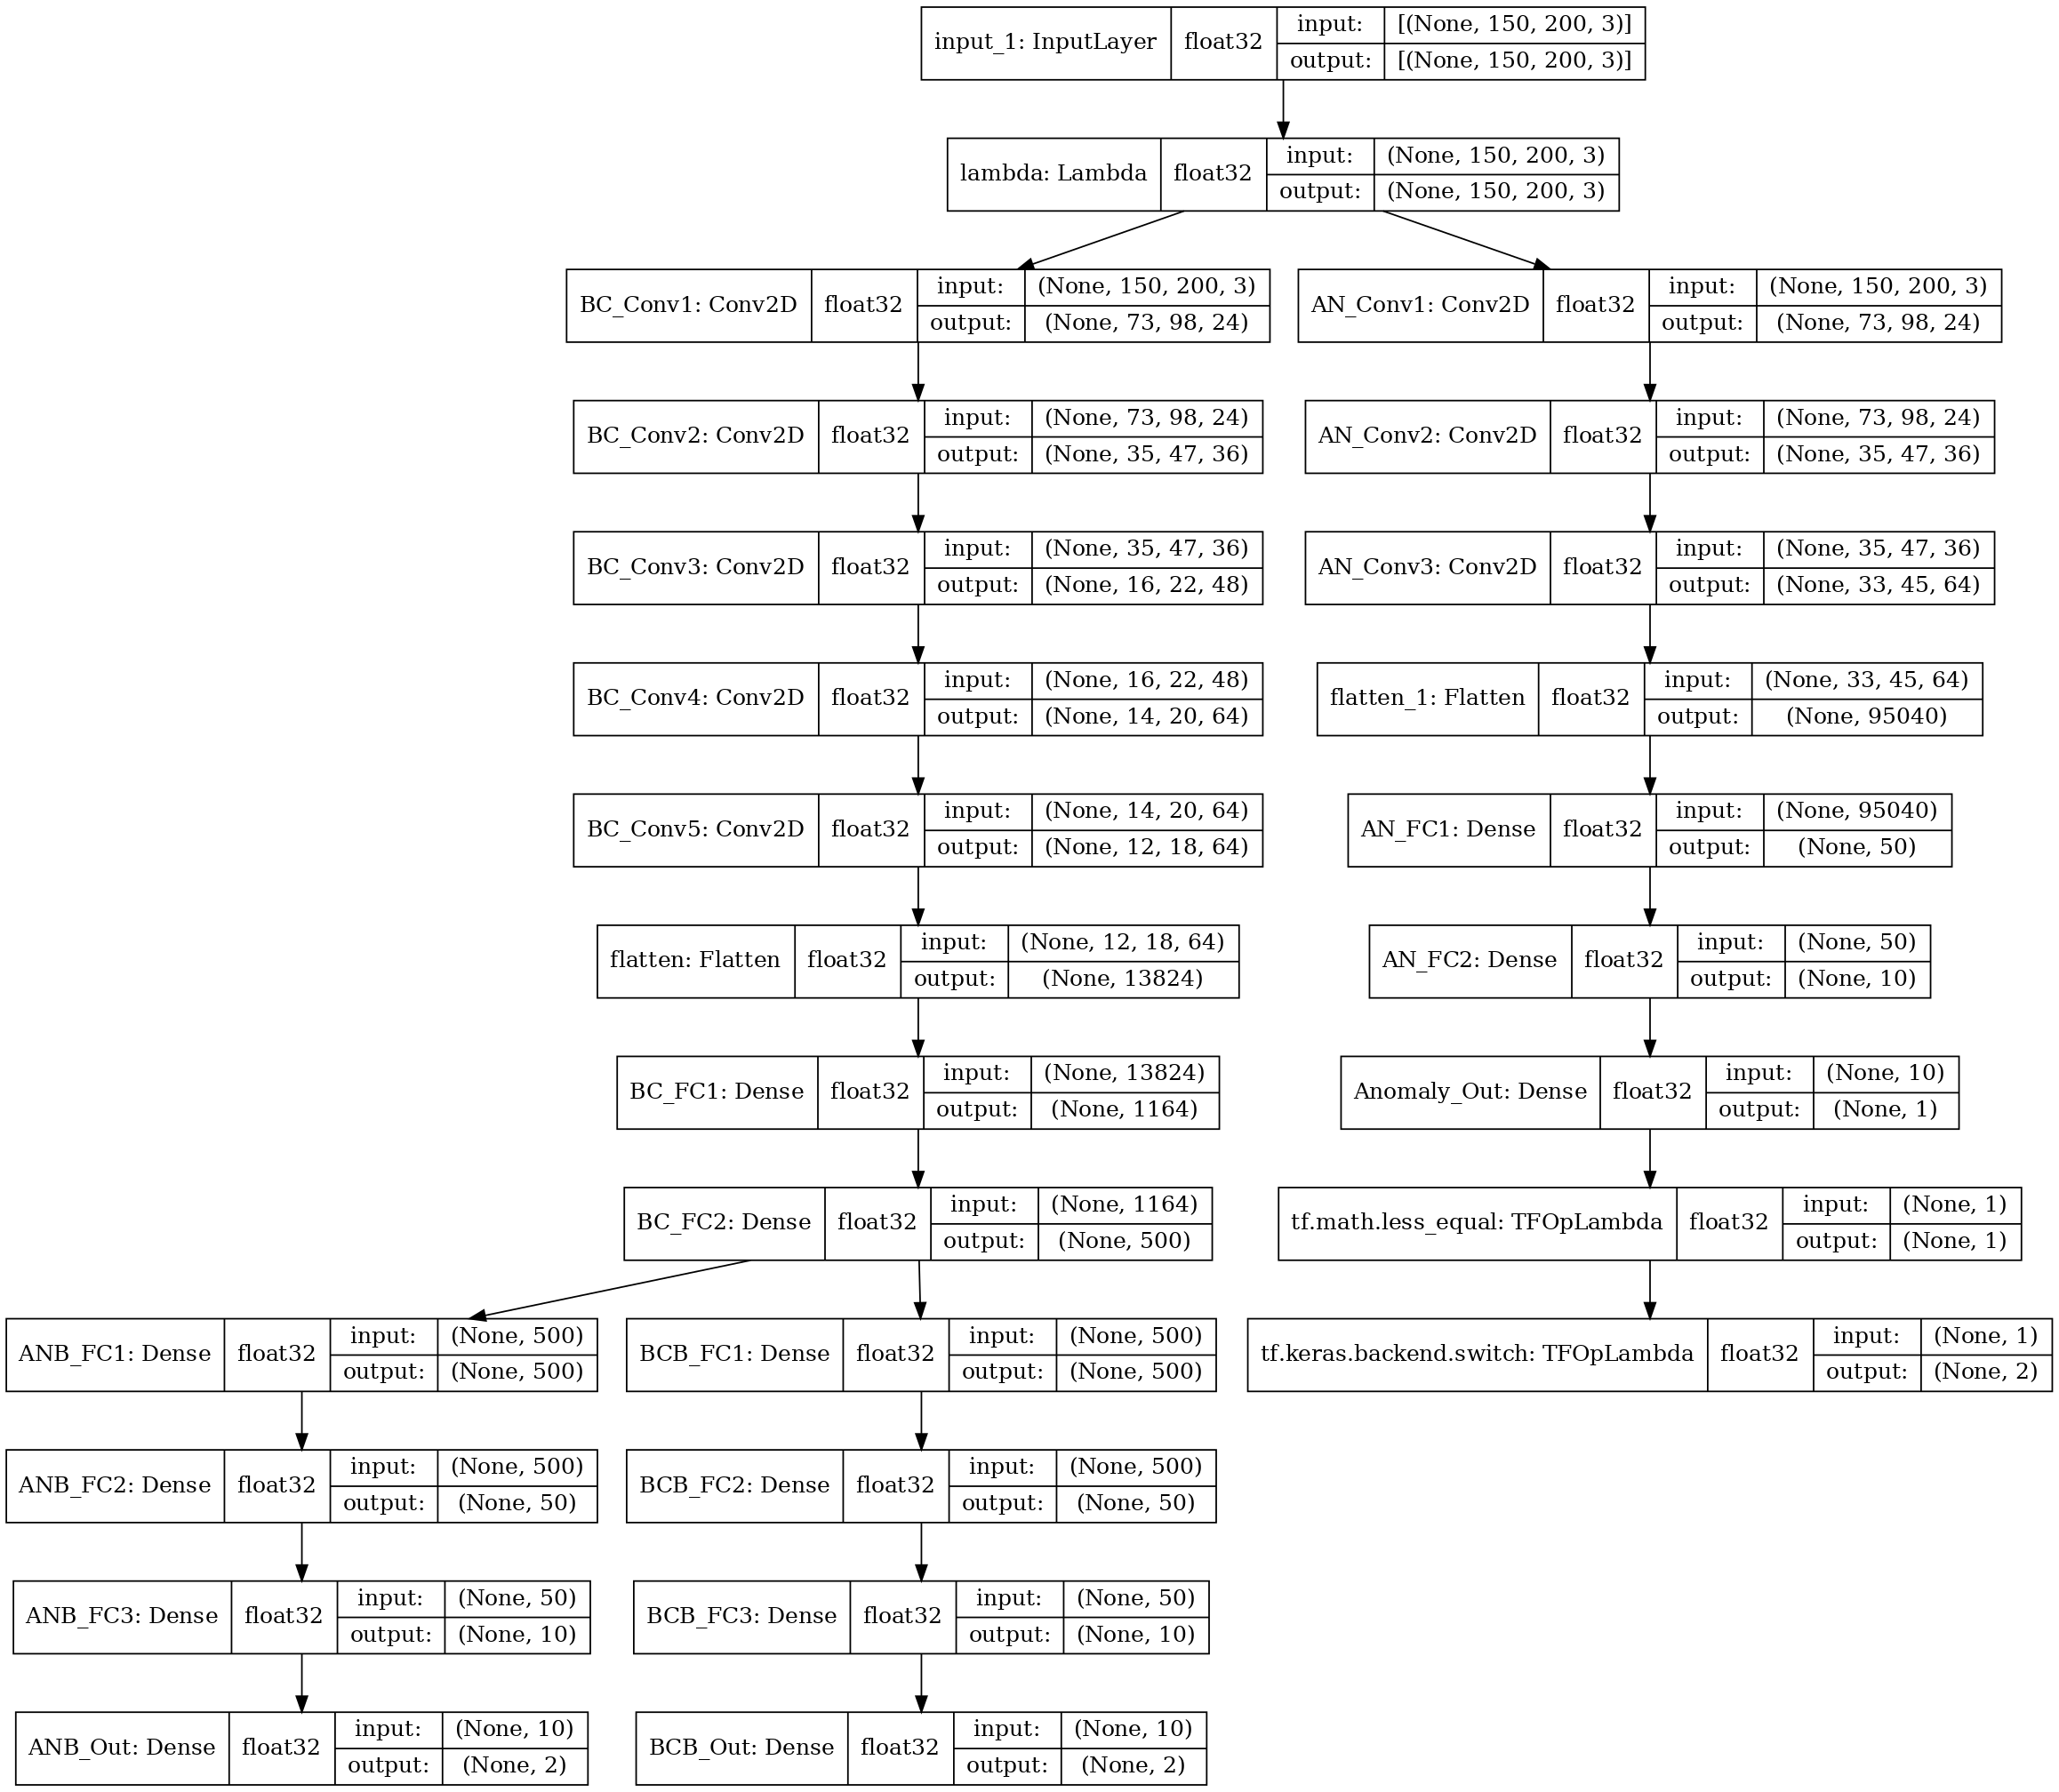 input_1: InputLayer float32 input: [(None, 150, 200, 3)]
output: [(None, 150, 200, 3)]
lambda: Lambda float32 input: (None, 150, 200, 3)
output: (None, 150, 200, 3)
BC_Conv1: Conv2D float32 input: (None, 150, 200, 3)
output: (None, 73, 98, 24)
AN_Conv1: Conv2D float32 input: (None, 150, 200, 3)
output: (None, 73, 98, 24)
BC_Conv2: Conv2D float32 input: (None, 73, 98, 24)
output: (None, 35, 47, 36)
AN_Conv2: Conv2D float32 input: (None, 73, 98, 24)
output: (None, 35, 47, 36)
BC_Conv3: Conv2D float32 input: (None, 35, 47, 36)
output: (None, 16, 22, 48)
AN_Conv3: Conv2D float32 input: (None, 35, 47, 36)
output: (None, 33, 45, 64)
BC_Conv4: Conv2D float32 input: (None, 16, 22, 48)
output: (None, 14, 20, 64)
flatten_1: Flatten float32 input: (None, 33, 45, 64)
output: (None, 95040)
BC_Conv5: Conv2D float32 input: (None, 14, 20, 64)
output: (None, 12, 18, 64)
AN_FC1: Dense float32 input: (None, 95040)
output: (None, 50)
flatten: Flatten float32 input: (None, 12, 18, 64)
output: (None, 13824)
AN_FC2: Dense float32 input: (None, 50)
output: (None, 10)
BC_FC1: Dense float32 input: (None, 13824)
output: (None, 1164)
Anomaly_Out: Dense float32 input: (None, 10)
output: (None, 1)
BC_FC2: Dense float32 input: (None, 1164)
output: (None, 500)
tf.math.less_equal: TFOpLambda float32 input: (None, 1)
output: (None, 1)
ANB_FC1: Dense float32 input: (None, 500)
output: (None, 500)
BCB_FC1: Dense float32 input: (None, 500)
output: (None, 500)
tf.keras.backend.switch: TFOpLambda float32 input: (None, 1)
output: (None, 2)
ANB_FC2: Dense float32 input: (None, 500)
output: (None, 50)
BCB_FC2: Dense float32 input: (None, 500)
output: (None, 50)
ANB_FC3: Dense float32 input: (None, 50)
output: (None, 10)
BCB_FC3: Dense float32 input: (None, 50)
output: (None, 10)
ANB_Out: Dense float32 input: (None, 10)
output: (None, 2)
BCB_Out: Dense float32 input: (None, 10)
output: (None, 2)